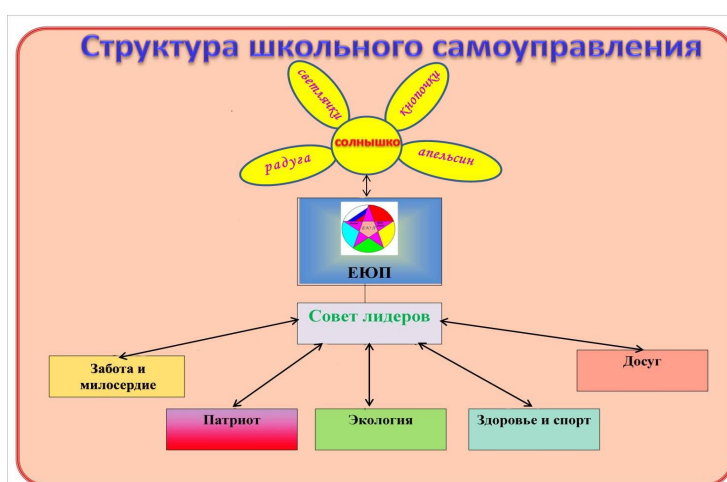 Структура школьного самоуправления
светлячки
кнопочки
солнышко
радуга
апельсин
ЕЮП
Совет лидеров
Забота и
милосердие
Досуг
Патриот
Экология
Здоровье и спорт